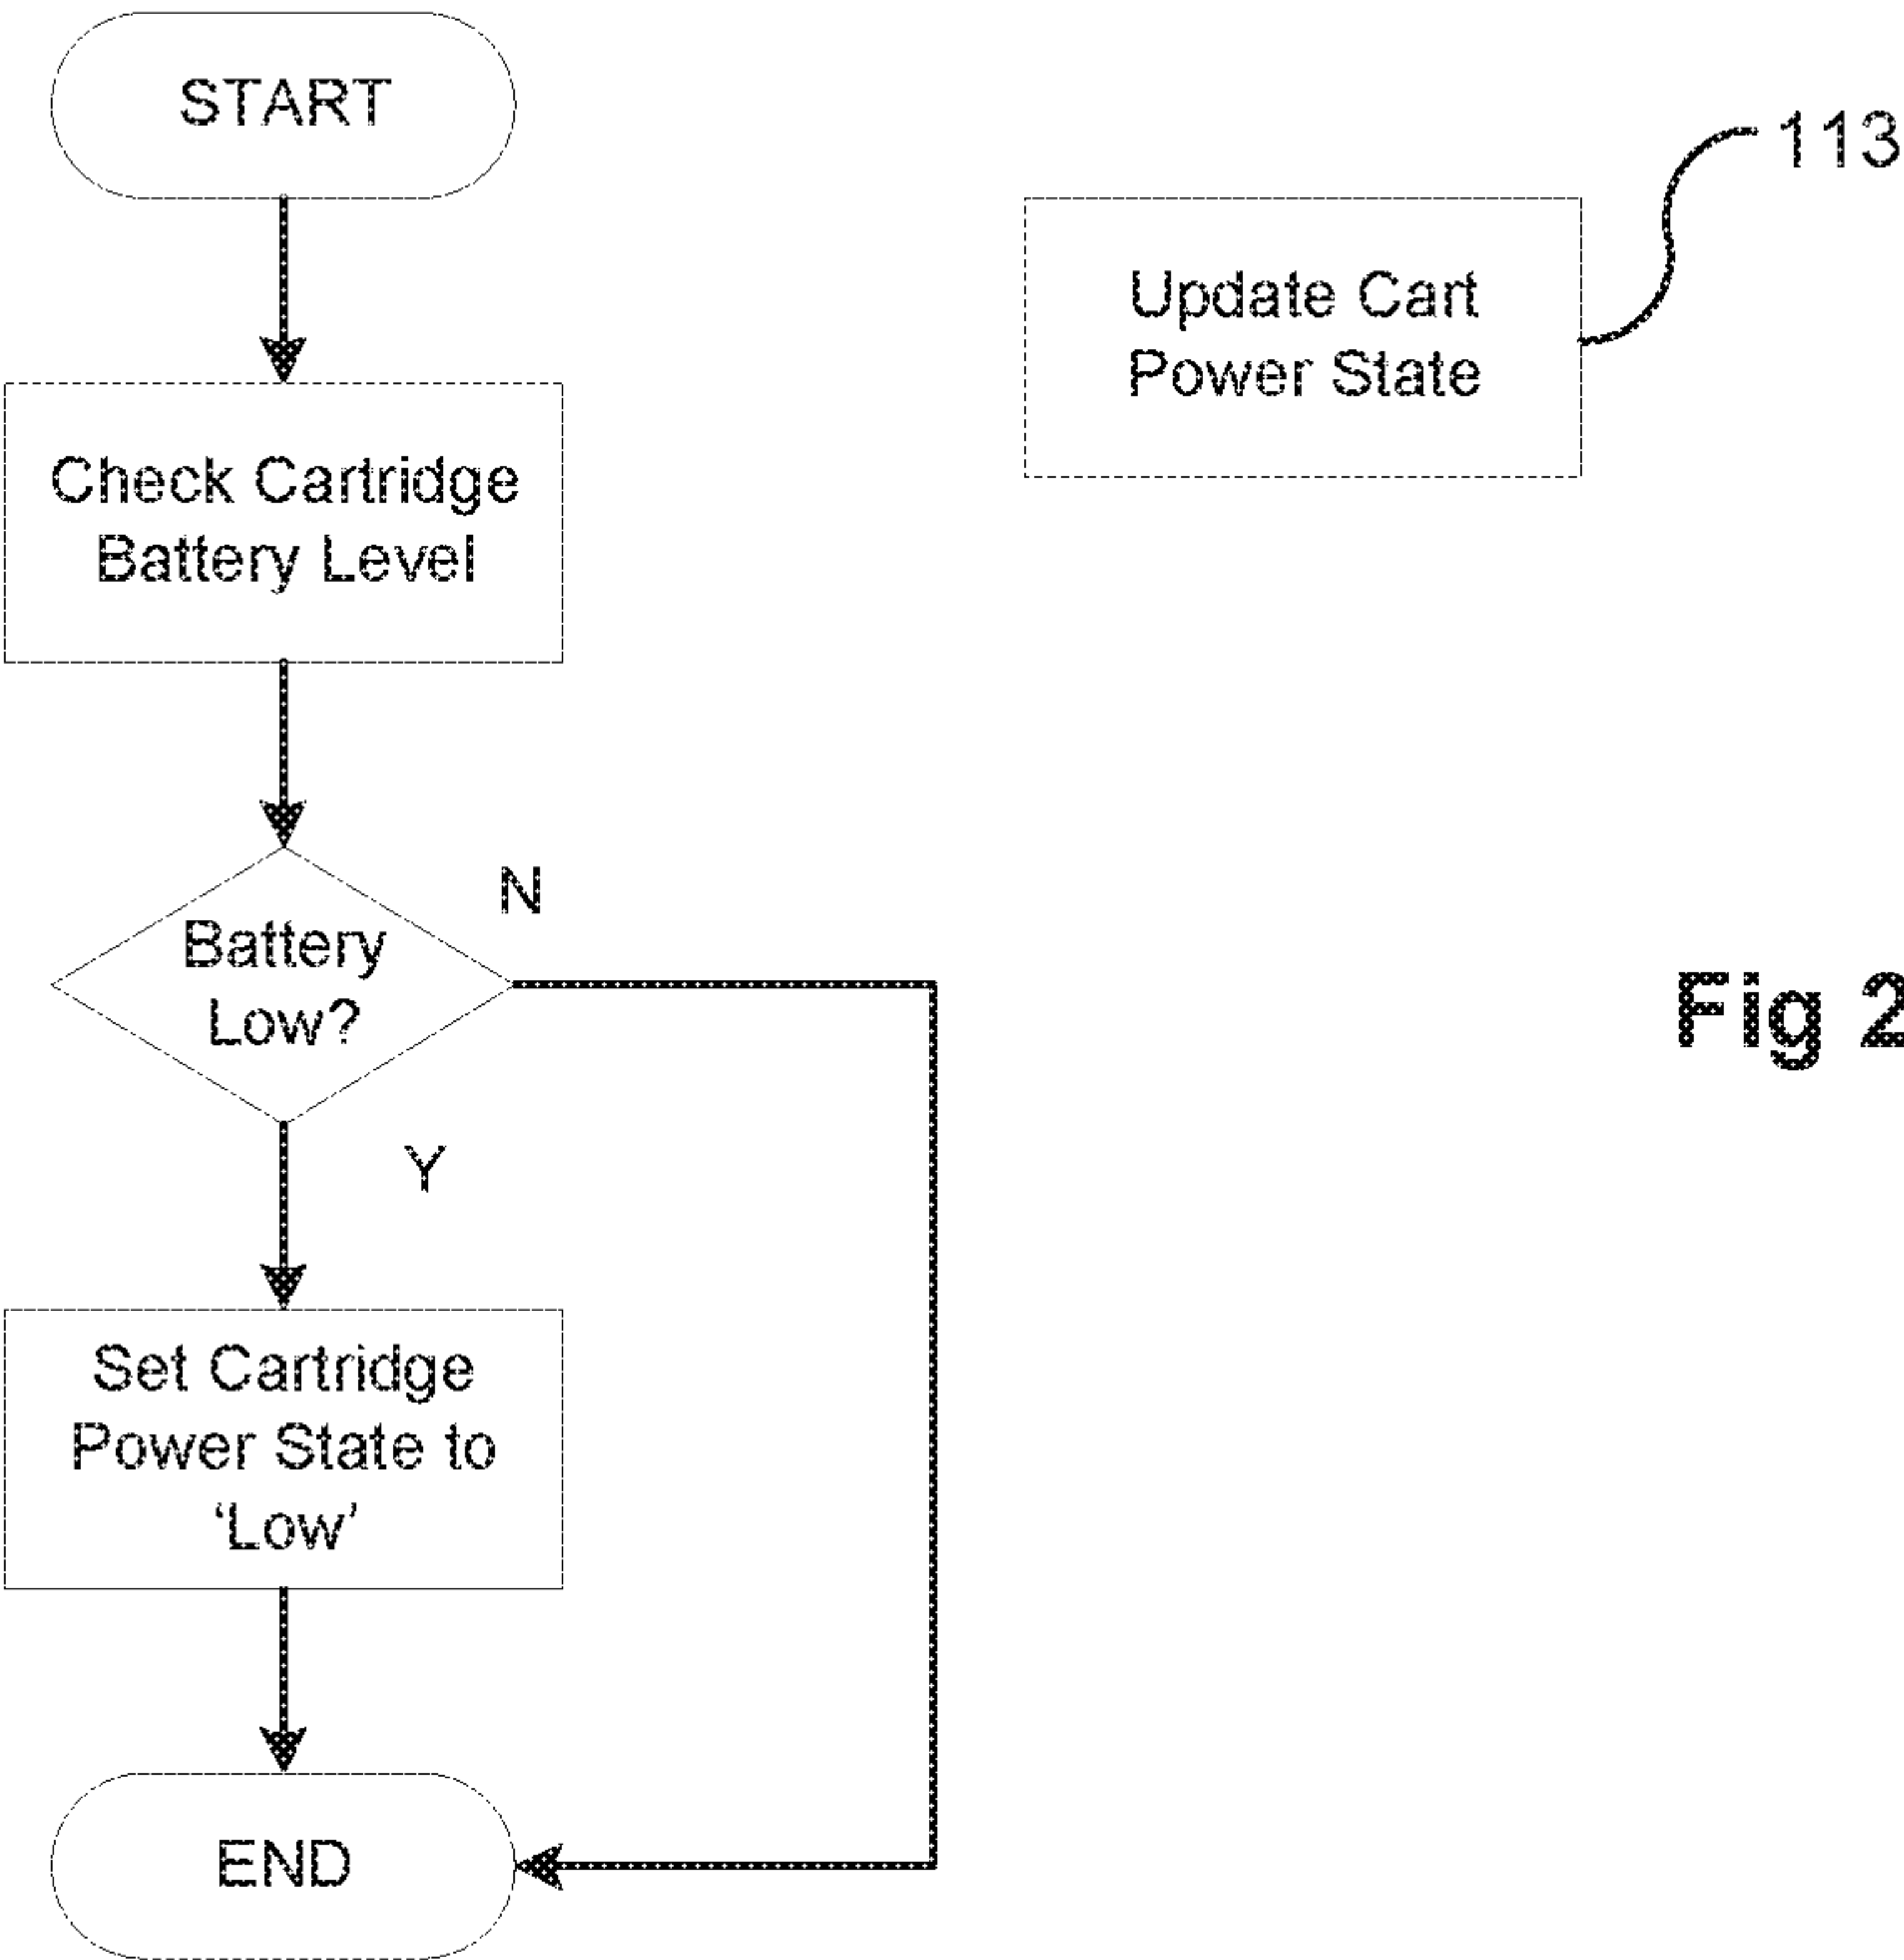 START
113
Update Cart
Power State
Check Cartridge
Battery Level
N
Battery
Low?
Fig 2
Y
Set Cartridge
Power State to
‘Low’
END